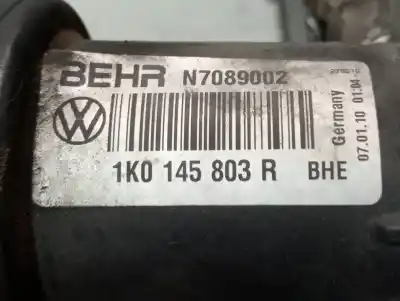 BEHR N7089002
Germany
07.01.10 01:04
1K0 145 803 R BHE